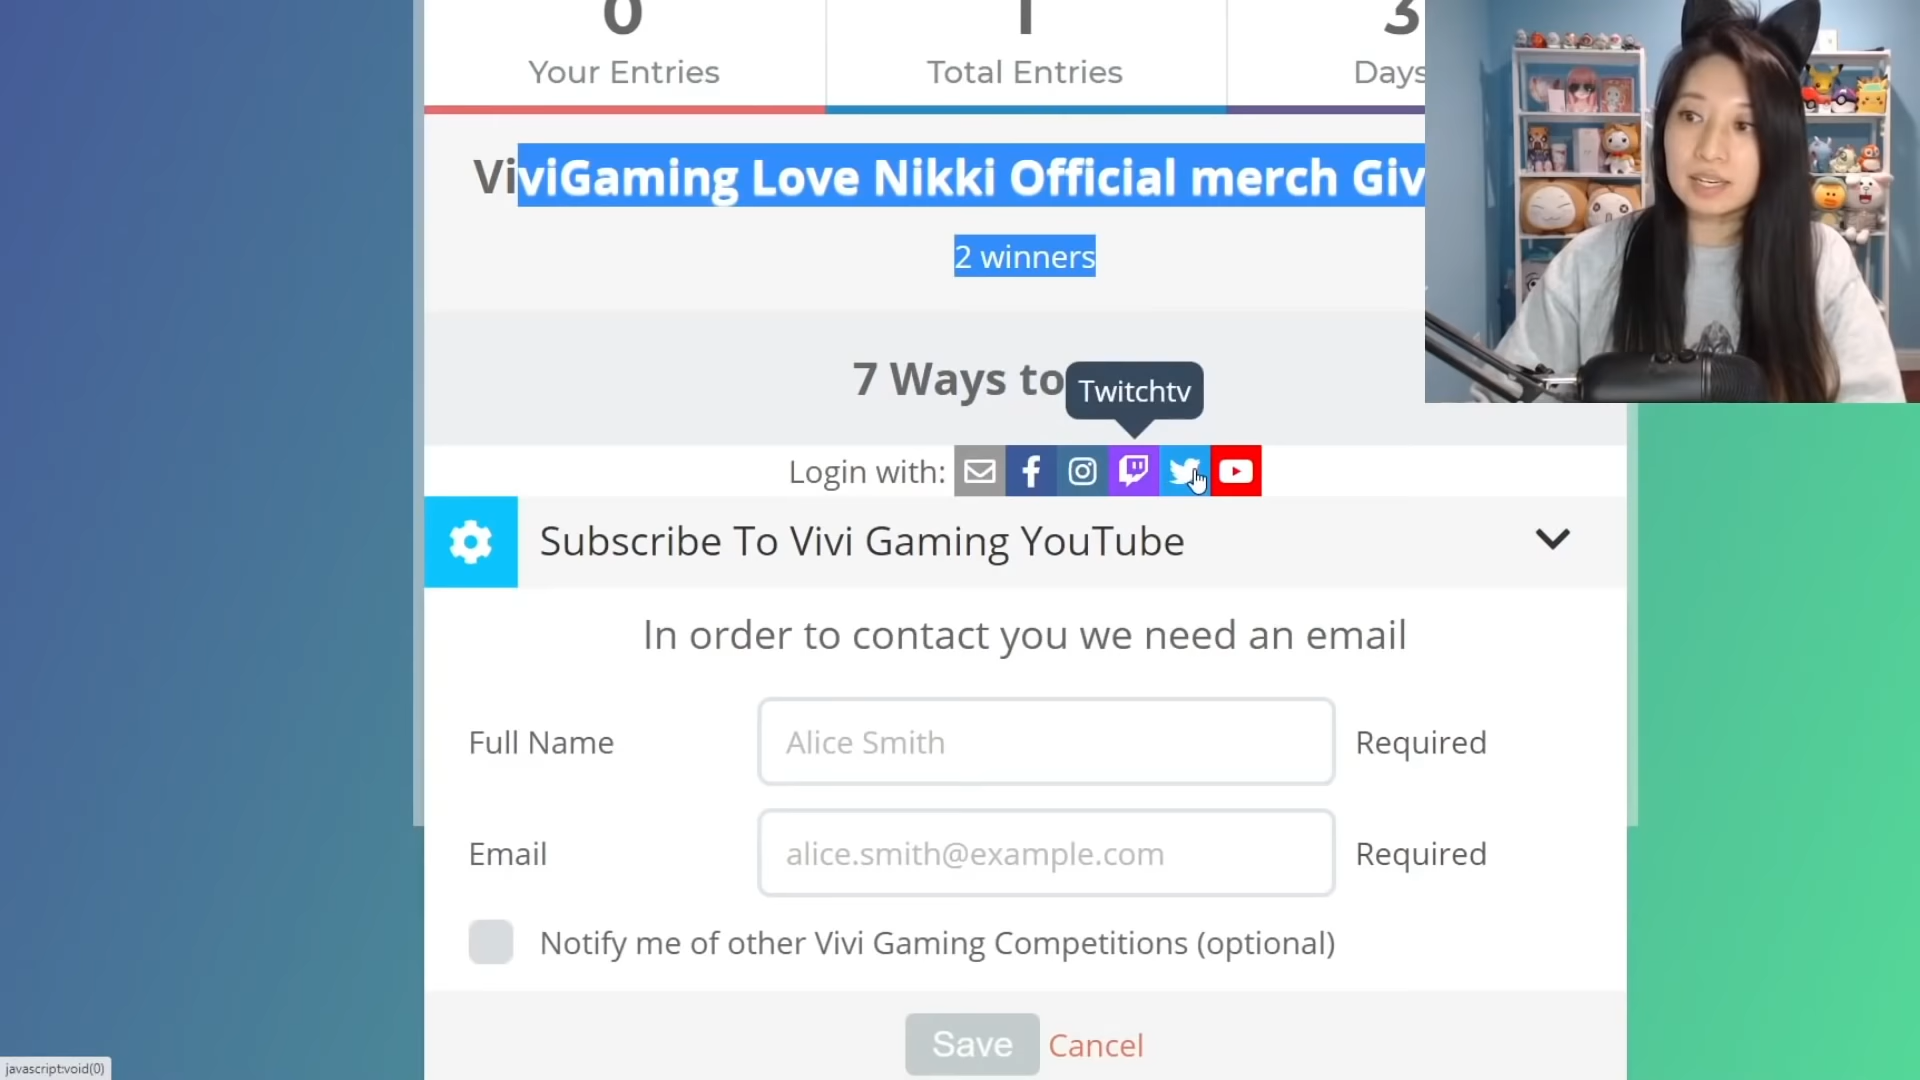 0
1
3
Your Entries
Total Entries
Days
ViviGaming Love Nikki Official merch Giv
2 winners
7 Ways to
Twitchtv
Login with:
Subscribe To Vivi Gaming YouTube
In order to contact you we need an email
Full Name
Alice Smith
Required
Email
alice.smith@example.com
Required
Notify me of other Vivi Gaming Competitions (optional)
Save
Cancel
javascript:void(0)